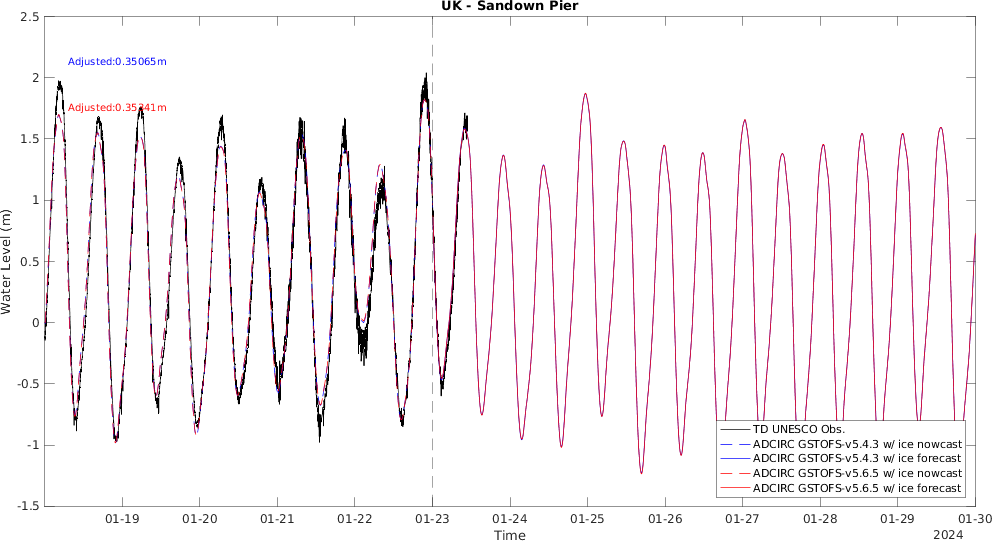 UK - Sandown Pier
2.5
2
1.5
1
0.5
0
-0.5
-1
-1.5
Water Level (m)
Adjusted:0.35065m
Adjusted:0.35341m
TD UNESCO Obs.
ADCIRC GSTOFS-v5.4.3 w/ ice nowcast
ADCIRC GSTOFS-v5.4.3 w/ ice forecast
ADCIRC GSTOFS-v5.6.5 w/ ice nowcast
ADCIRC GSTOFS-v5.6.5 w/ ice forecast
01-19 01-20 01-21 01-22 01-23 01-24 01-25 01-26 01-27 01-28 01-29 01-30
Time
2024